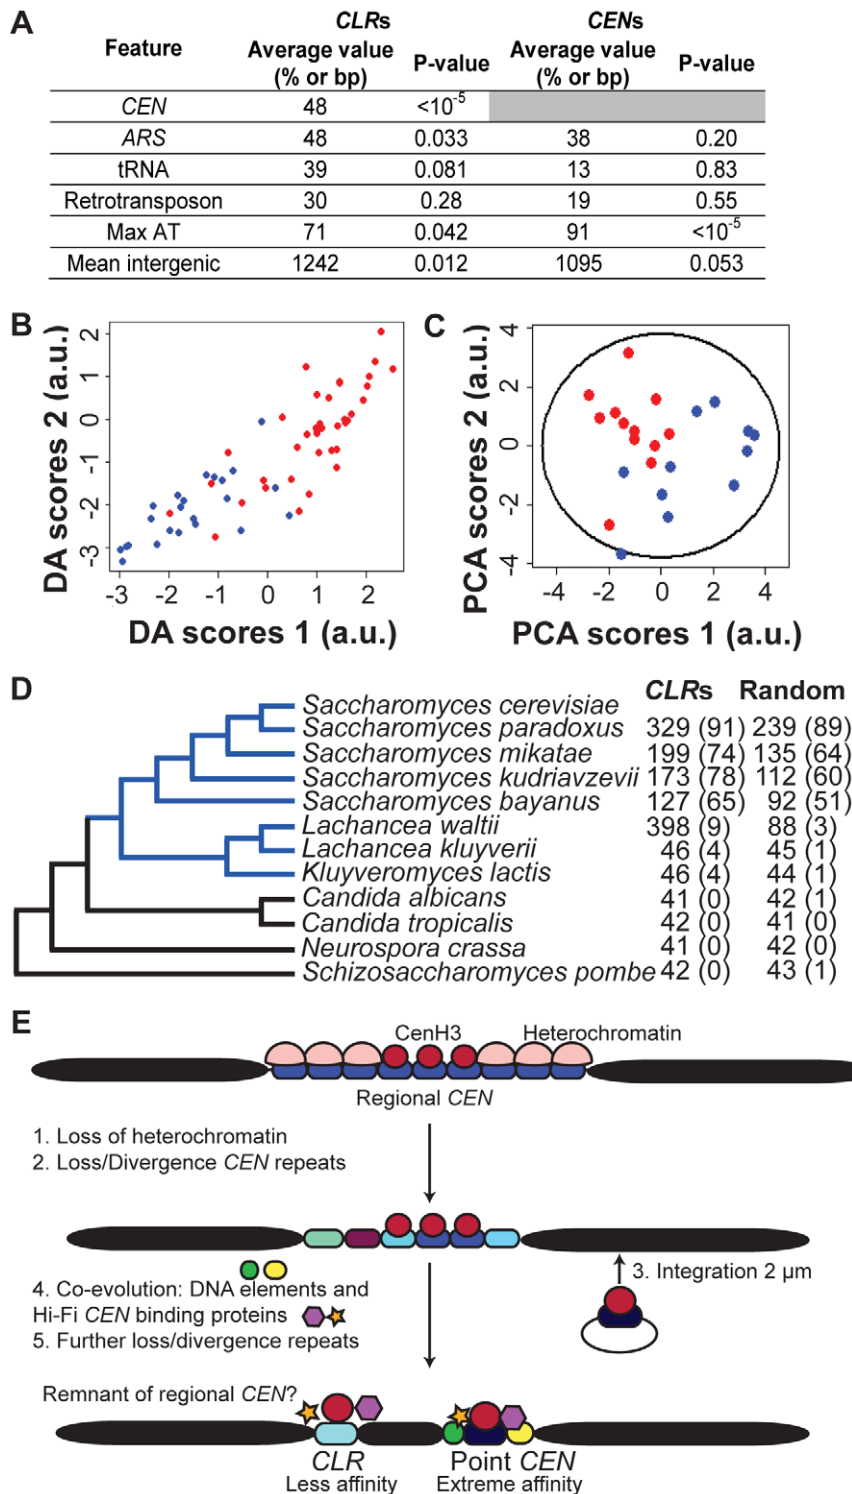 A
CLRs CENs
Feature Average value (% or bp) P-value Average value (% or bp) P-value
CEN 48 <10-5
ARS 48 0.033 38 0.20
tRNA 39 0.081 13 0.83
Retrotransposon 30 0.28 19 0.55
Max AT 71 0.042 91 <10-5
Mean intergenic 1242 0.012 1095 0.053
B
DA scores 2 (a.u.)
2
1
0
-1
-2
-3
-3 -2 -1 0 1 2
DA scores 1 (a.u.)
C
PCA scores 2 (a.u.)
4
2
0
-2
-4
-4 -2 0 2 4
PCA scores 1 (a.u.)
D
CLRs Random
Saccharomyces cerevisiae
Saccharomyces paradoxus 329 (91) 239 (89)
Saccharomyces mikatae 199 (74) 135 (64)
Saccharomyces kudriavzevii 173 (78) 112 (60)
Saccharomyces bayanus 127 (65) 92 (51)
Lachancea waltii 398 (9) 88 (3)
Lachancea kluyverii 46 (4) 45 (1)
Kluyveromyces lactis 46 (4) 44 (1)
Candida albicans 41 (0) 42 (1)
Candida tropicalis 42 (0) 41 (0)
Neurospora crassa 41 (0) 42 (0)
Schizosaccharomyces pombe 42 (0) 43 (1)
E
CenH3 Heterochromatin
Regional CEN
1. Loss of heterochromatin
2. Loss/Divergence CEN repeats
3. Integration 2 µm
4. Co-evolution: DNA elements and
Hi-Fi CEN binding proteins
5. Further loss/divergence repeats
Remnant of regional CEN?
CLR Point CEN
Less affinity Extreme affinity